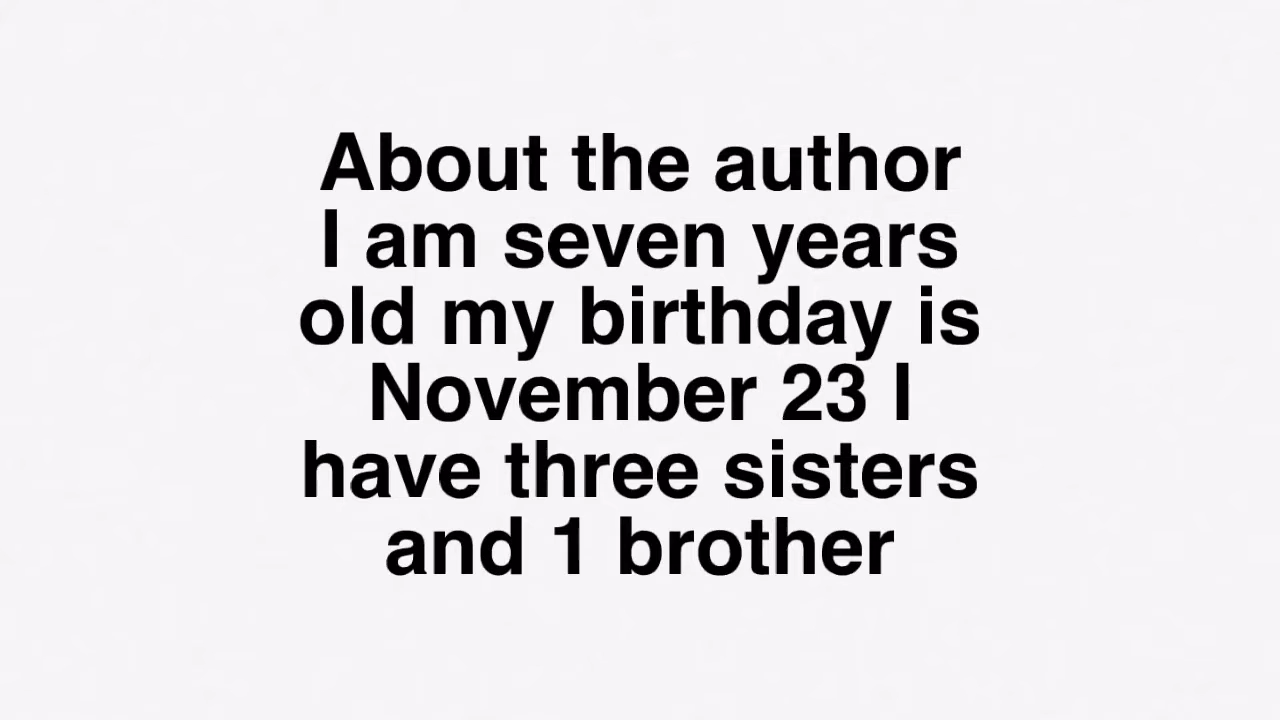 About the author
I am seven years
old my birthday is
November 23 I
have three sisters
and 1 brother